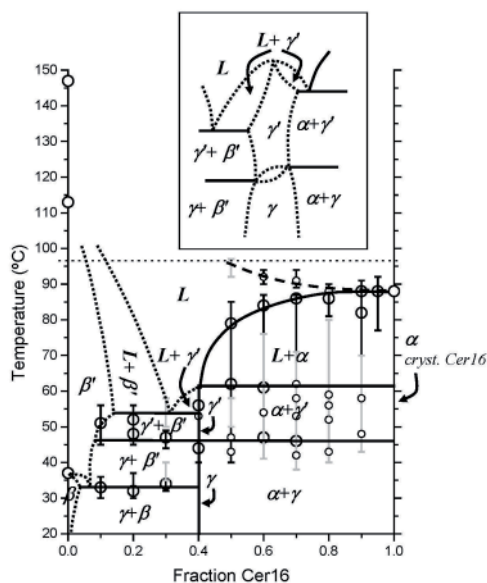 L+ γ'
L
γ'
α+γ'
γ'+ β'
γ+ β'
γ
α+γ
150
140
130
120
110
100
90
80
70
60
50
40
30
20
Temperature (ºC)
L
β'
L+ β'
L+ γ'
L+α
α
cryst. Cer16
γ'
γ'+ β'
α+γ'
γ+ β'
β
γ
γ+β
α+γ
0.0 0.2 0.4 0.6 0.8 1.0
Fraction Cer16